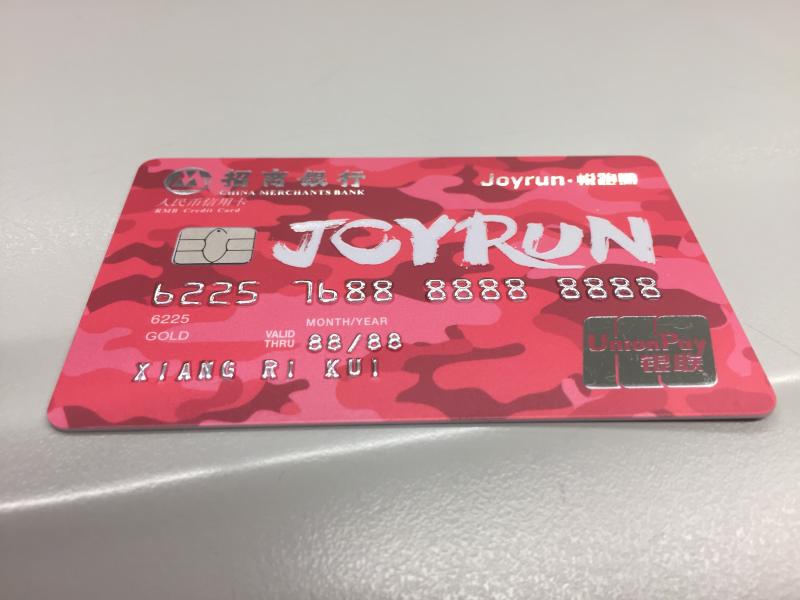 招商银行
CHINA MERCHANTS BANK
人民币信用卡
RMB Credit Card
Joyrun·悦跑圈
JOYRUN
6225 7688 8888 8888
6225
GOLD
VALID THRU
MONTH/YEAR
88/88
XIANG RI KUI
UnionPay
银联